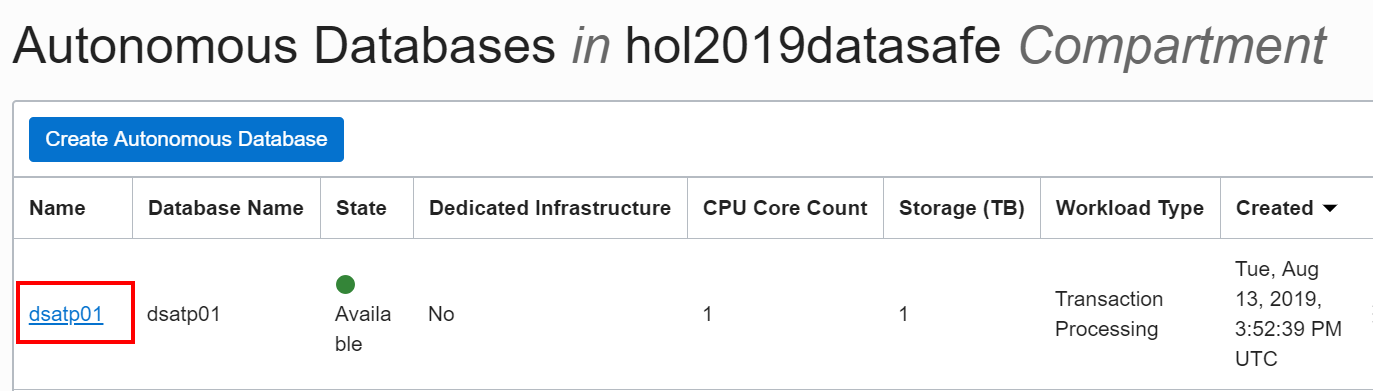 Autonomous Databases in hol2019datasafe Compartment
Create Autonomous Database
Name Database Name State Dedicated Infrastructure CPU Core Count Storage (TB) Workload Type Created
dsatp01
dsatp01
Availa
ble
No
1
1
Transaction
Processing
Tue, Aug
13, 2019,
3:52:39 PM
UTC